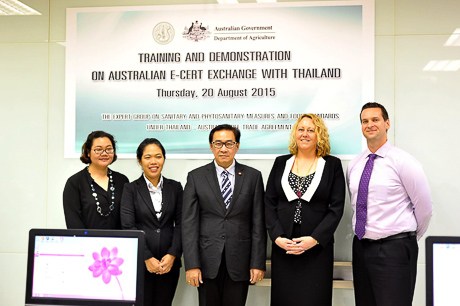 Australian Government
Department of Agriculture
TRAINING AND DEMONSTRATION
ON AUSTRALIAN E-CERT EXCHANGE WITH THAILAND
Thursday, 20 August 2015
THE EXPERT GROUP ON SANITARY AND PHYTOSANITARY MEASURES AND FOOD STANDARDS
UNDER THAILAND - AUSTRALIA FREE TRADE AGREEMENT